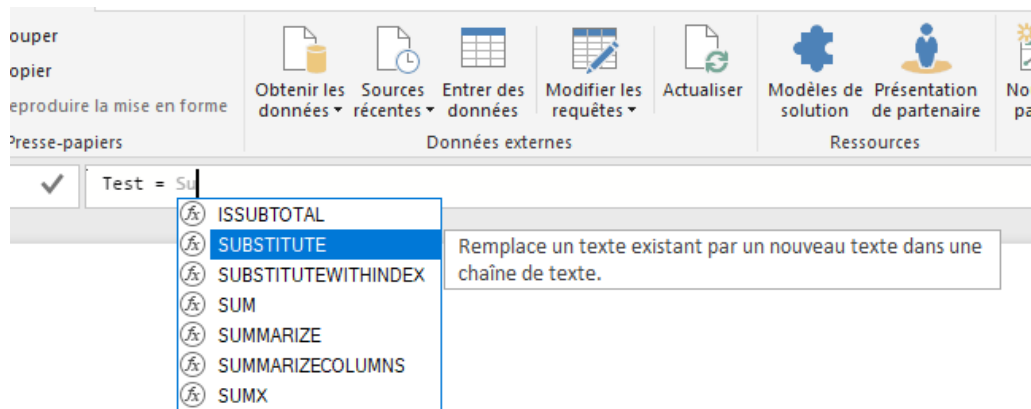 ouper
opier
eproduire la mise en forme
Presse-papiers
Obtenir les
données
Sources
récentes
Entrer des
données
Modifier les
requêtes
Données externes
Actualiser
Modèles de
solution
Présentation
de partenaire
Ressources
No
pa
Test = Su
ISSUBTOTAL
SUBSTITUTE
SUBSTITUTEWITHINDEX
SUM
SUMMARIZE
SUMMARIZECOLUMNS
SUMX
Remplace un texte existant par un nouveau texte dans une
chaîne de texte.